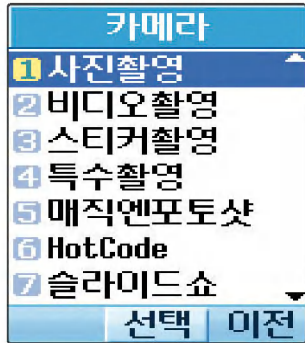 카메라
1 사진촬영
2 비디오촬영
3 스티커촬영
4 특수촬영
5 매직엔포토샷
6 HotCode
7 슬라이드쇼
선택 이전